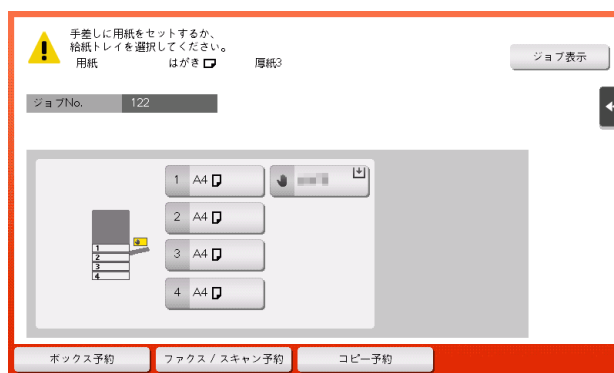 手差しに用紙をセットするか、
給紙トレイを選択してください。
用紙 はがき 厚紙3
ジョブ表示
ジョブNo. 122
1 A4
2 A4
3 A4
4 A4
1
2
3
4
ボックス予約 ファクス / スキャン予約 コピー予約